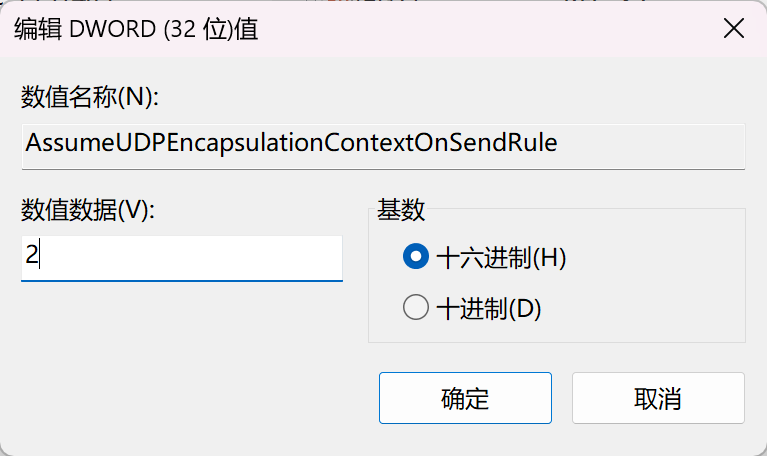 编辑 DWORD (32 位)值
数值名称(N):
AssumeUDPEncapsulationContextOnSendRule
数值数据(V):
2
基数
十六进制(H)
十进制(D)
确定
取消